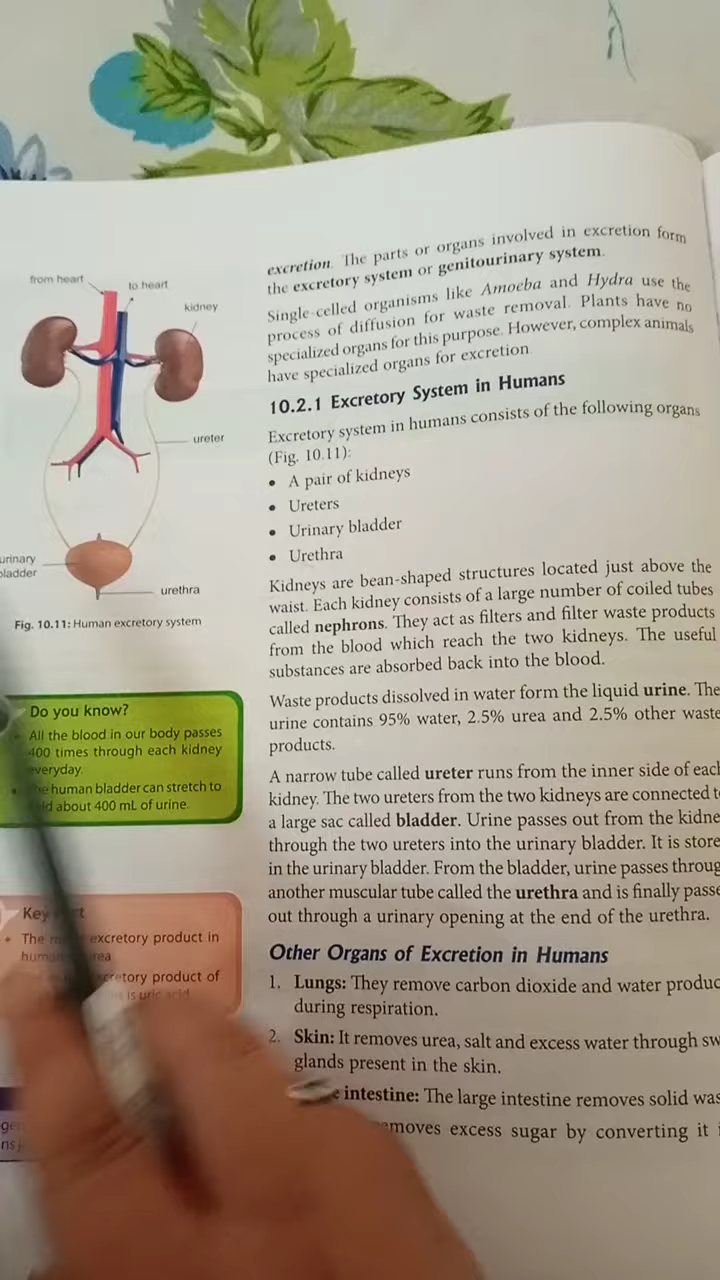 from heart
to heart
kidney
ureter
urinary
bladder
urethra
Fig. 10.11: Human excretory system
Do you know?
• All the blood in our body passes
400 times through each kidney
everyday.
human bladder can stretch to
about 400 mL of urine.
Key
• The excretory product in
product of
is uric acid
excretion. The parts or organs involved in excretion form
the excretory system or genitourinary system.
Single-celled organisms like Amoeba and Hydra use the
process of diffusion for waste removal. Plants have no
specialized organs for this purpose. However, complex animals
have specialized organs for excretion
10.2.1 Excretory System in Humans
Excretory system in humans consists of the following organs
(Fig. 10.11):
• A pair of kidneys
• Ureters
• Urinary bladder
• Urethra
Kidneys are bean-shaped structures located just above the
waist. Each kidney consists of a large number of coiled tubes
called nephrons. They act as filters and filter waste products
from the blood which reach the two kidneys. The useful
substances are absorbed back into the blood.
Waste products dissolved in water form the liquid urine. The
urine contains 95% water, 2.5% urea and 2.5% other waste
products.
A narrow tube called ureter runs from the inner side of each
kidney. The two ureters from the two kidneys are connected
a large sac called bladder. Urine passes out from the
through the two ureters into the urinary bladder. It is
in the urinary bladder. From the bladder, urine passes
another muscular tube called the urethra and is finally
out through a urinary opening at the end of the urethra.
Other Organs of Excretion in Humans
1. Lungs: They remove carbon dioxide and water
during respiration.
2. Skin: It removes urea, salt and excess water through
glands present in the skin.
intestine: The large intestine removes solid
excess sugar by converting it